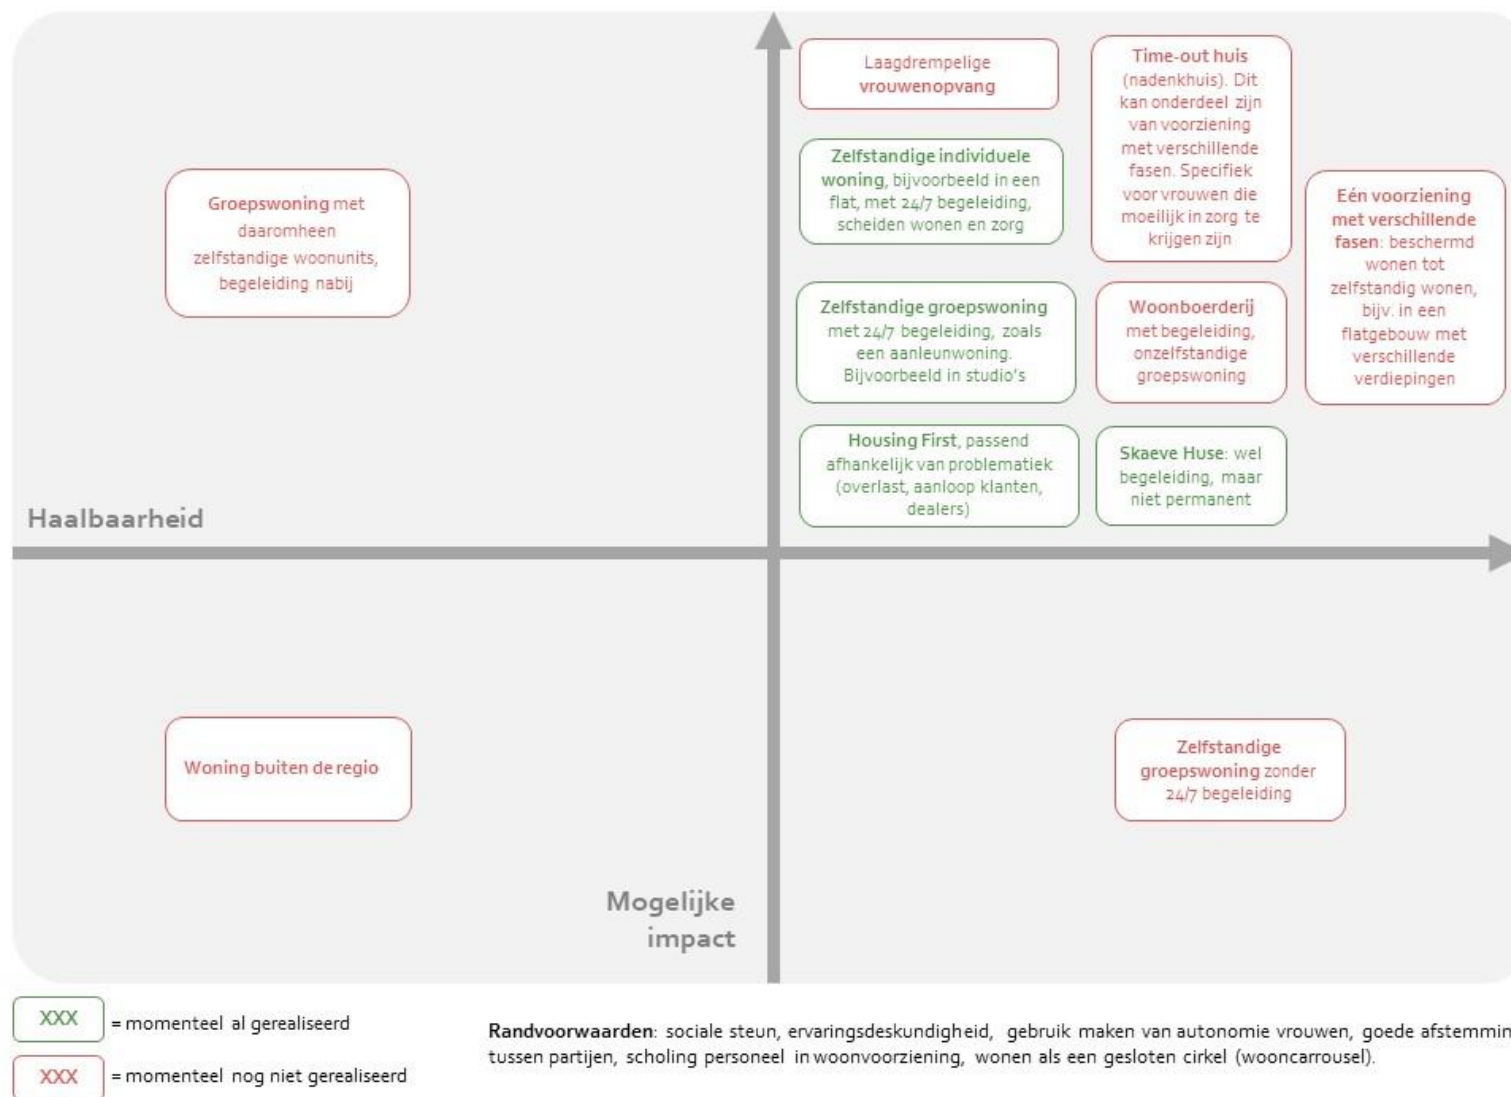 Laagdrempelige
vrouwenopvang
Time-out huis
(nadenkhuis). Dit
kan onderdeel zijn
van voorziening
met verschillende
fasen. Specifiek
voor vrouwen die
moeilijk in zorg te
krijgen zijn
Zelfstandige individuele
woning, bijvoorbeeld in een
flat, met 24/7 begeleiding,
scheiden wonen en zorg
Groepswoning met
daaromheen
zelfstandige woonunits,
begeleiding nabij
Eén voorziening
met verschillende
fasen: beschermd
wonen tot
zelfstandig wonen,
bijv. in een
flatgebouw met
verschillende
verdiepingen
Zelfstandige groepswoning
met 24/7 begeleiding, zoals
een aanleunwoning.
Bijvoorbeeld in studio's
Woonboerderij
met begeleiding,
onzelfstandige
groepswoning
Housing First, passend
afhankelijk van problematiek
(overlast, aanloop klanten,
dealers)
Skaeve Huse: wel
begeleiding, maar
niet permanent
Haalbaarheid
Woning buiten de regio
Zelfstandige
groepswoning zonder
24/7 begeleiding
Mogelijke
impact
XXX = momenteel al gerealiseerd
XXX = momenteel nog niet gerealiseerd
Randvoorwaarden: sociale steun, ervaringsdeskundigheid, gebruik maken van autonomie vrouwen, goede afstemmin
tussen partijen, scholing personeel in woonvoorziening, wonen als een gesloten cirkel (wooncarrousel).